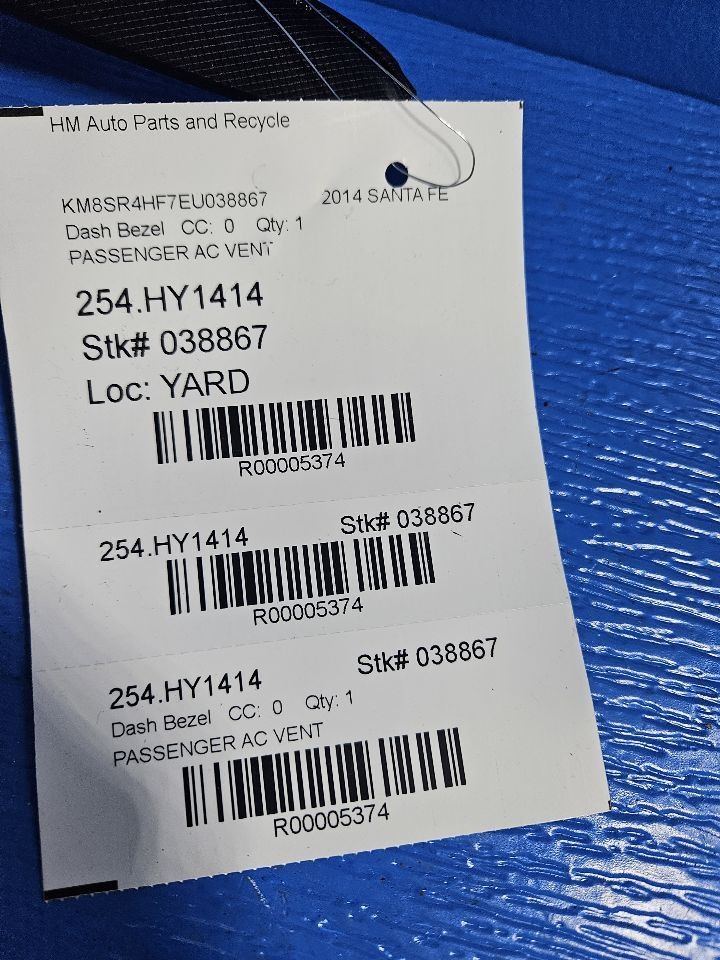 HM Auto Parts and Recycle
KM8SR4HF7EU038867 2014 SANTA FE
Dash Bezel CC: 0 Qty: 1
PASSENGER AC VENT
254.HY1414
Stk# 038867
Loc: YARD
R00005374
254.HY1414 Stk# 038867
R00005374
254.HY1414 Stk# 038867
Dash Bezel CC: 0 Qty: 1
PASSENGER AC VENT
R00005374